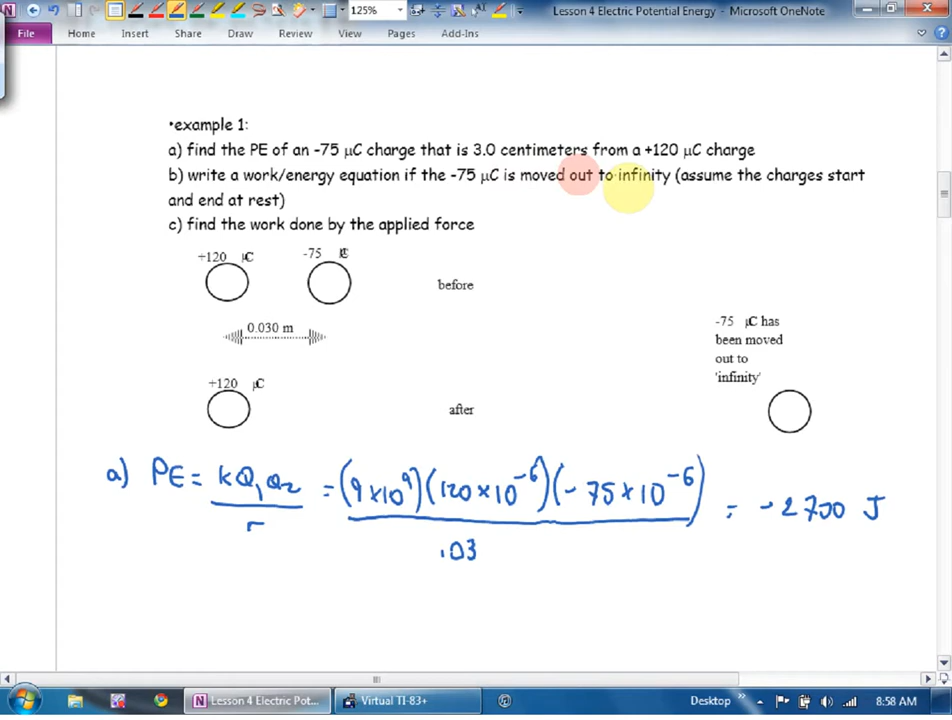 125%
Lesson 4 Electric Potential Energy - Microsoft OneNote
File Home Insert Share Draw Review View Pages Add-Ins
•example 1:
a) find the PE of an -75 μC charge that is 3.0 centimeters from a +120 μC charge
b) write a work/energy equation if the -75 μC is moved out to infinity (assume the charges start
and end at rest)
c) find the work done by the applied force
+120 μC -75 μC
before
0.030 m
-75 μC has
been moved
out to
'infinity'
+120 μC
after
a) PE = kQ₁Q₂ / r = (9 x 10⁹)(120 x 10⁻⁶)(-75 x 10⁻⁶) / .03 = -2700 J
Lesson 4 Electric Pot...
Virtual TI-83+
Desktop
8:58 AM